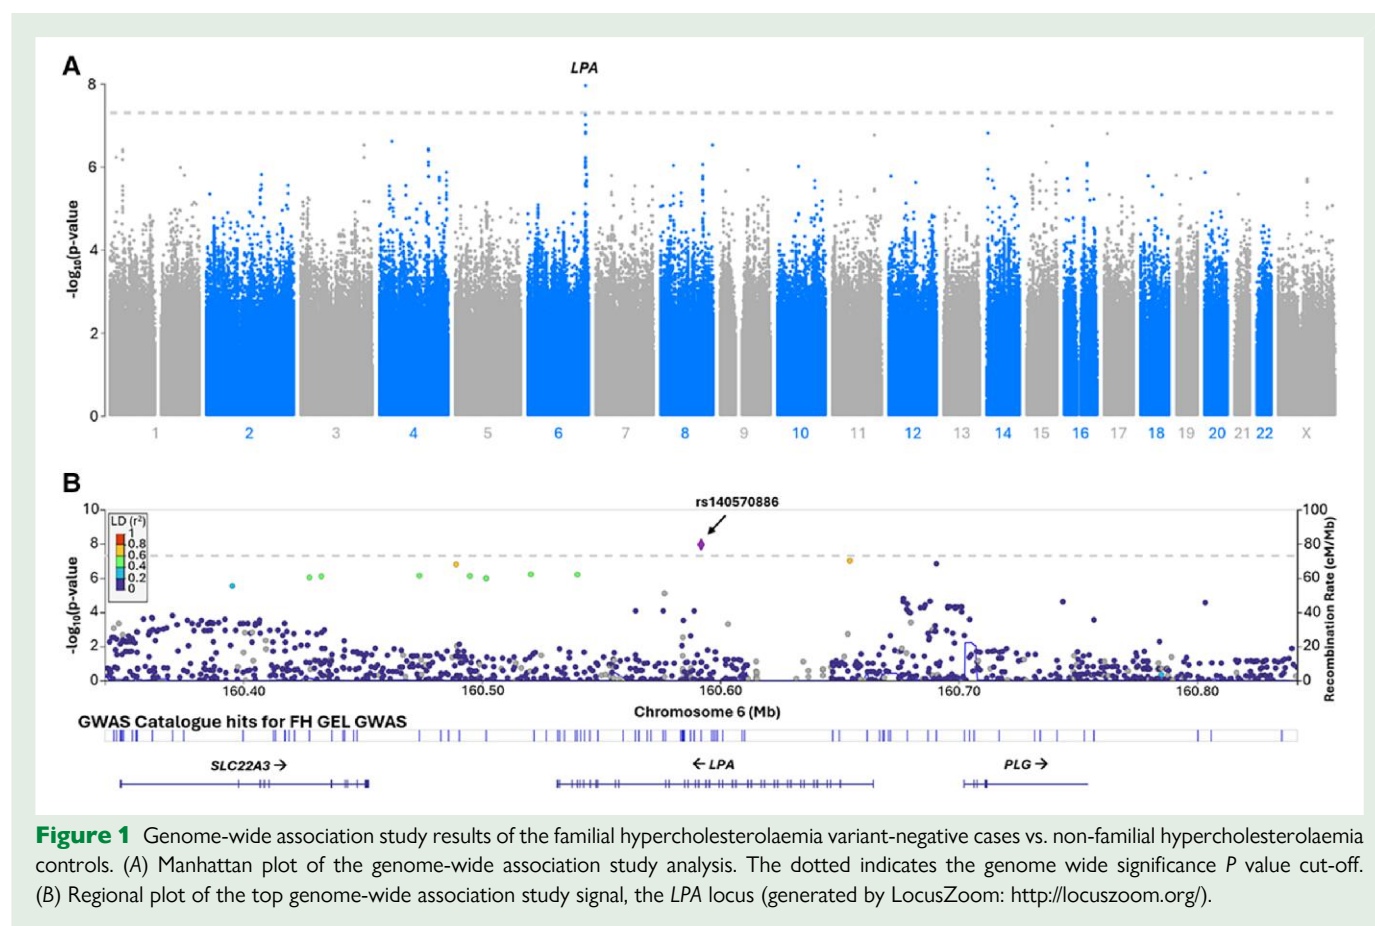 A
LPA
8
6
4
2
0
-log₁₀(p-value)
1 2 3 4 5 6 7 8 9 10 11 12 13 14 15 16 17 18 19 20 21 22 X
B
rs140570886
LD (r²)
1
0.8
0.6
0.4
0.2
0
10
8
6
4
2
0
-log₁₀(p-value
100
80
60
40
20
0
Recombination Rate (cM/Mb)
160.40 160.50 160.60 160.70 160.80
Chromosome 6 (Mb)
GWAS Catalogue hits for FH GEL GWAS
SLC22A3 → ← LPA PLG →
Figure 1 Genome-wide association study results of the familial hypercholesterolaemia variant-negative cases vs. non-familial hypercholesterolaemia
controls. (A) Manhattan plot of the genome-wide association study analysis. The dotted indicates the genome wide significance P value cut-off.
(B) Regional plot of the top genome-wide association study signal, the LPA locus (generated by LocusZoom: http://locuszoom.org/).